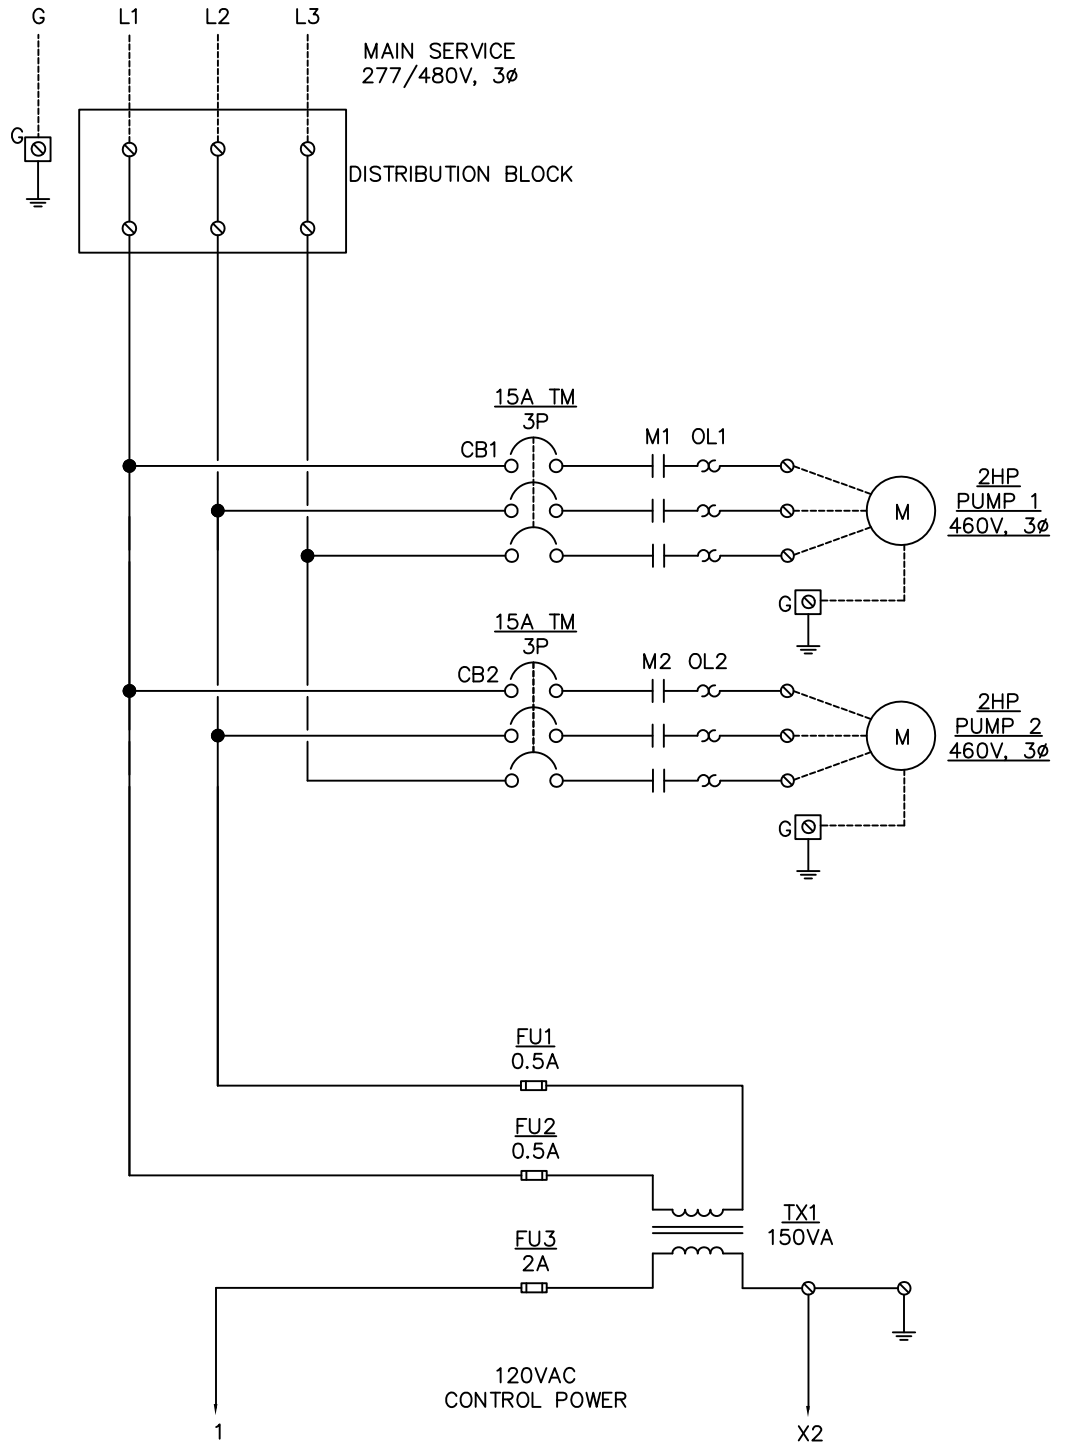 G
L1
L2
L3
MAIN SERVICE
277/480V, 3ø
G
DISTRIBUTION BLOCK
15A TM
3P
CB1
M1
OL1
M
2HP
PUMP 1
460V, 3ø
G
15A TM
3P
CB2
M2
OL2
M
2HP
PUMP 2
460V, 3ø
G
FU1
0.5A
FU2
0.5A
TX1
150VA
FU3
2A
120VAC
CONTROL POWER
1
X2